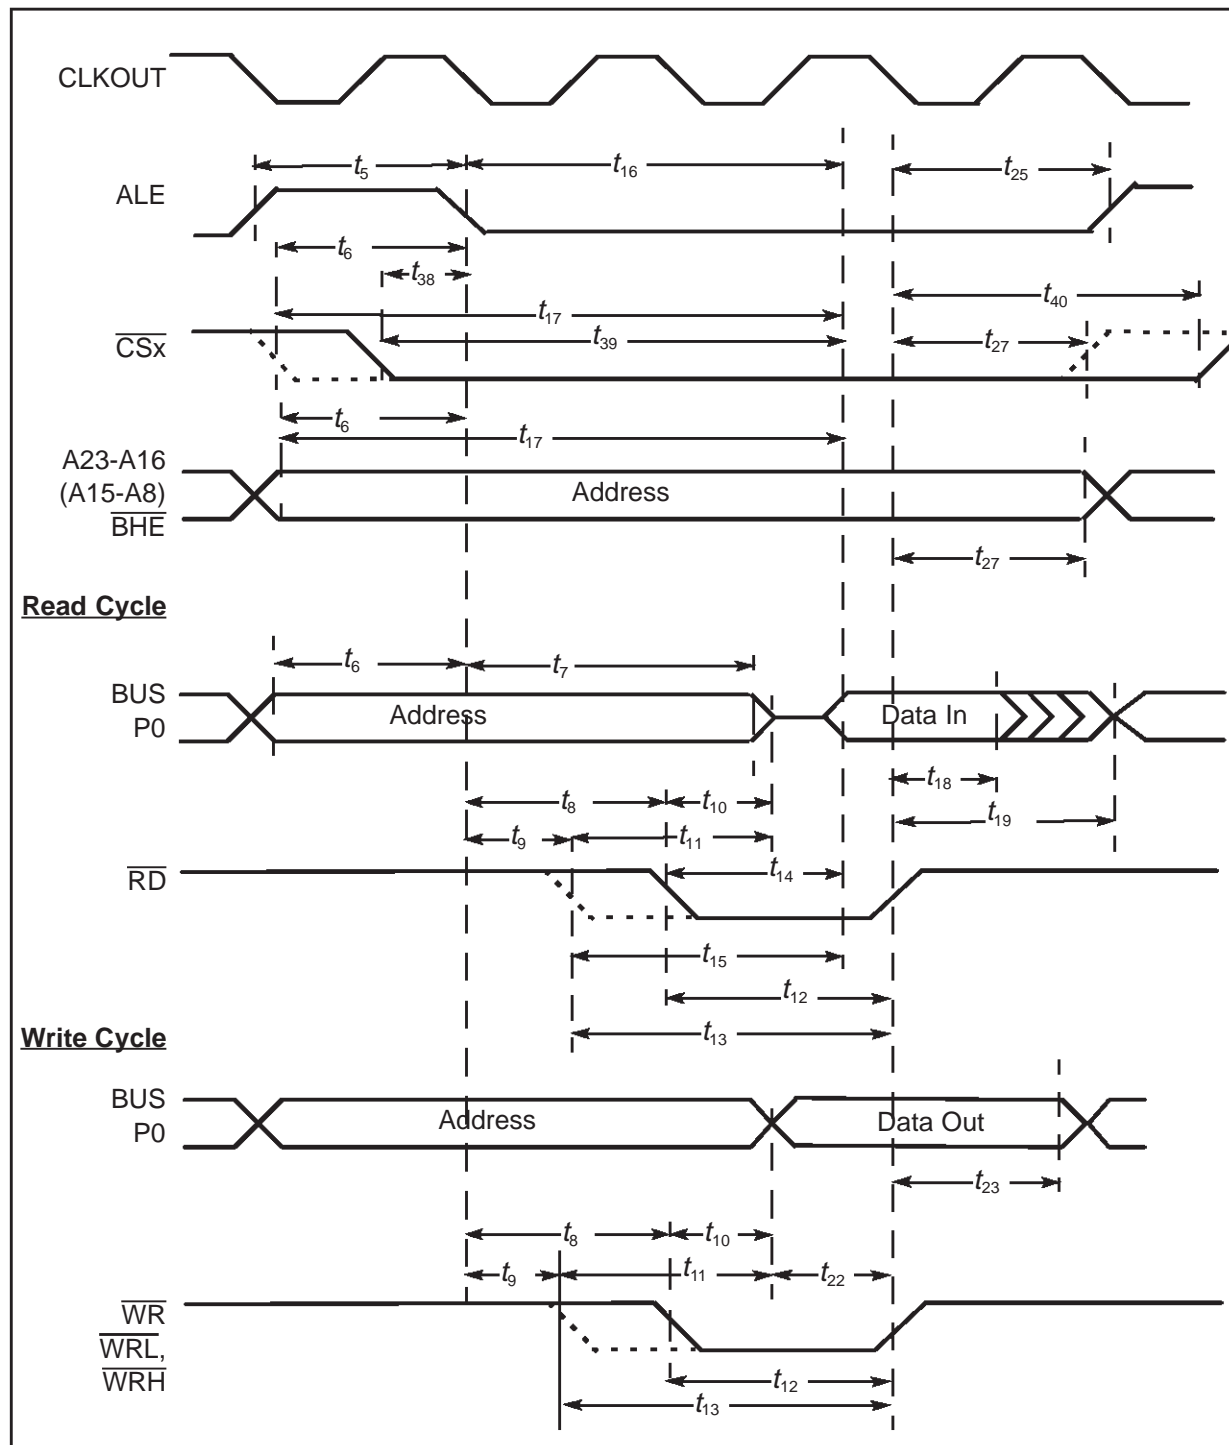 CLKOUT
t5
t16
t25
ALE
t6
t38
t40
t17
CSx
t39
t27
t6
t17
A23-A16
(A15-A8)
Address
BHE
t27
Read Cycle
t6
t7
BUS
P0
Address
Data In
t18
t8
t10
t19
t9
t11
RD
t14
t15
t12
t13
Write Cycle
BUS
P0
Address
Data Out
t23
t8
t10
t9
t11
t22
WR
WRL,
WRH
t12
t13